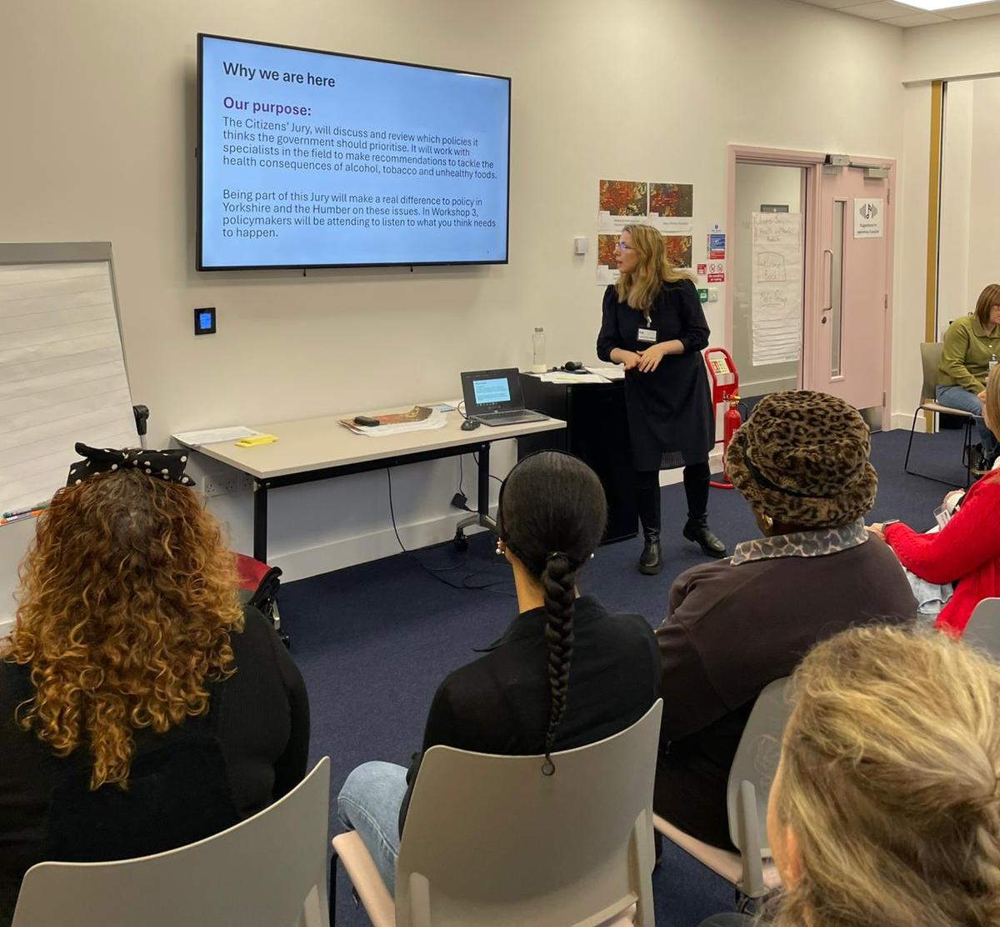 Why we are here
Our purpose:
The Citizens' Jury, will discuss and review which policies it
thinks the government should prioritise. It will work with
specialists in the field to make recommendations to tackle the
health consequences of alcohol, tobacco and unhealthy foods.
Being part of this Jury will make a real difference to policy in
Yorkshire and the Humber on these issues. In Workshop 3,
policymakers will be attending to listen to what you think needs
to happen.
Welcome
Back!